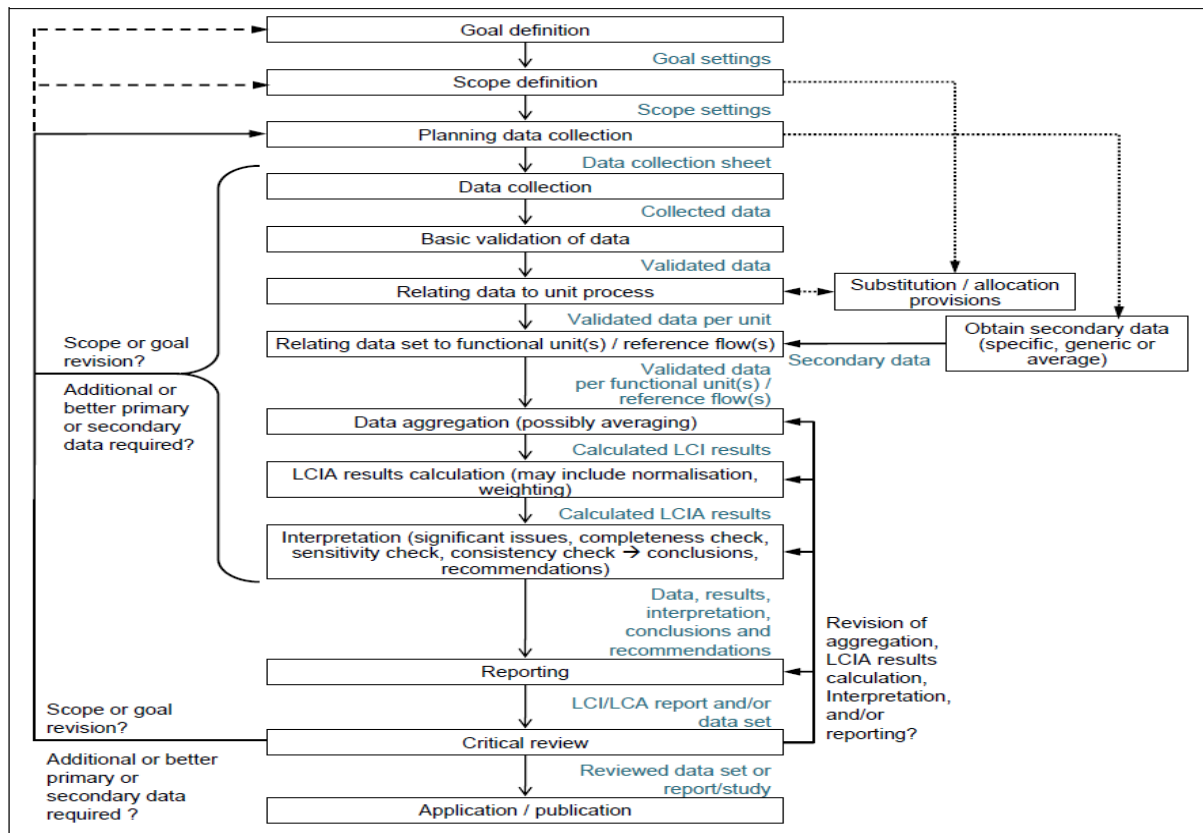 Goal definition
Goal settings
Scope definition
Scope settings
Planning data collection
Data collection sheet
Data collection
Collected data
Basic validation of data
Validated data
Relating data to unit process
Substitution / allocation
provisions
Validated data per unit
Relating data set to functional unit(s) / reference flow(s)
Secondary data
Obtain secondary data
(specific, generic or
average)
Scope or goal
revision?
Additional or
better primary
or secondary
data required?
Validated data
per functional unit(s) /
reference flow(s)
Data aggregation (possibly averaging)
Calculated LCI results
LCIA results calculation (may include normalisation,
weighting)
Calculated LCIA results
Interpretation (significant issues, completeness check,
sensitivity check, consistency check → conclusions,
recommendations)
Data, results,
interpretation,
conclusions and
recommendations
Revision of
aggregation,
LCIA results
calculation,
Interpretation,
and/or
reporting?
Reporting
LCI/LCA report and/or
data set
Scope or goal
revision?
Critical review
Additional or better
primary or
secondary data
required ?
Reviewed data set or
report/study
Application / publication